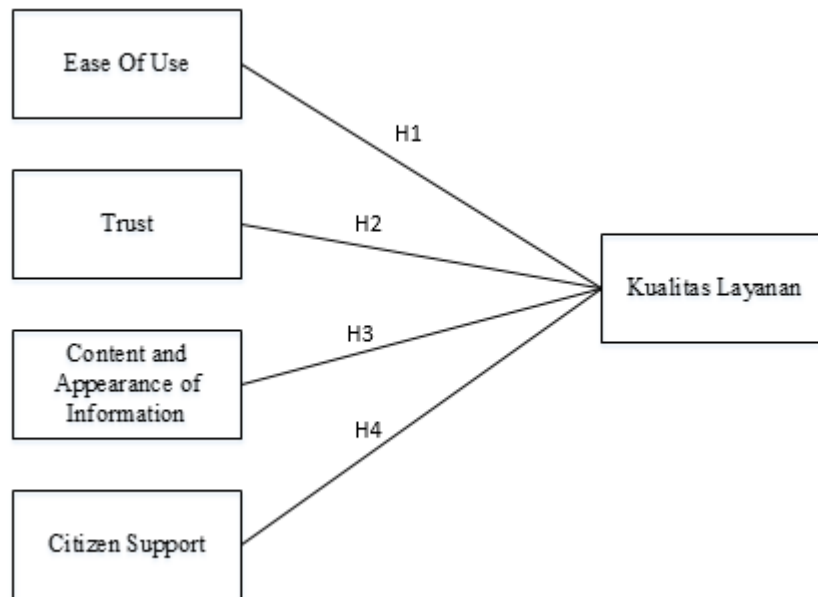 Ease Of Use
H1
Trust
H2
Kualitas Layanan
Content and
Appearance of
Information
H3
H4
Citizen Support